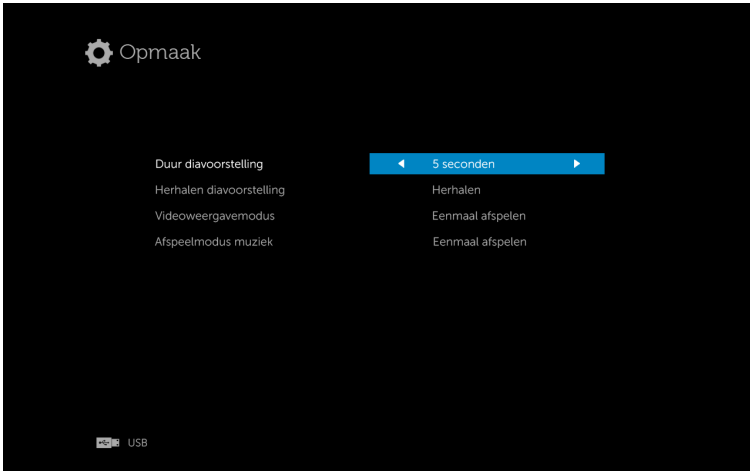 Opmaak
Duur diavoorstelling 5 seconden
Herhalen diavoorstelling Herhalen
Videoweergavemodus Eenmaal afspelen
Afspeelmodus muziek Eenmaal afspelen
USB